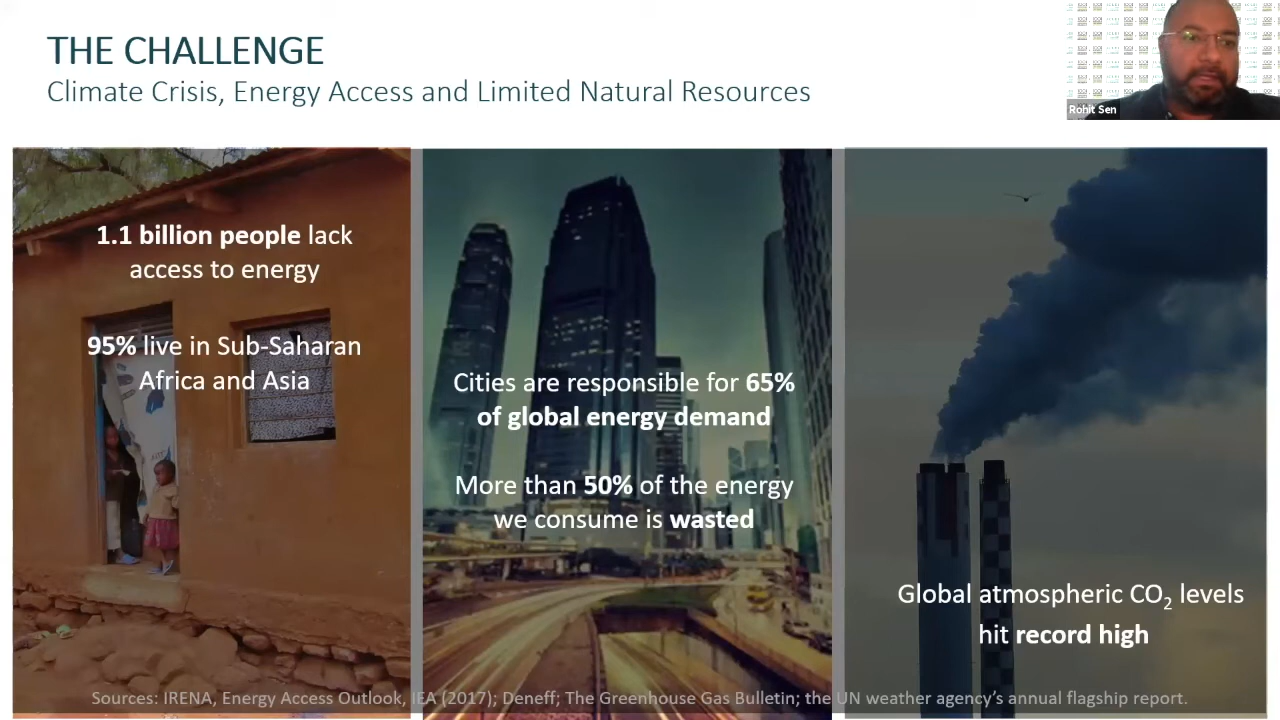 THE CHALLENGE
Climate Crisis, Energy Access and Limited Natural Resources
Rohit Sen
1.1 billion people lack
access to energy
95% live in Sub-Saharan
Africa and Asia
Cities are responsible for 65%
of global energy demand
More than 50% of the energy
we consume is wasted
Global atmospheric CO₂ levels
hit record high
Sources: IRENA, Energy Access Outlook, IEA (2017); Deneff; The Greenhouse Gas Bulletin; the UN weather agency's annual flagship report.